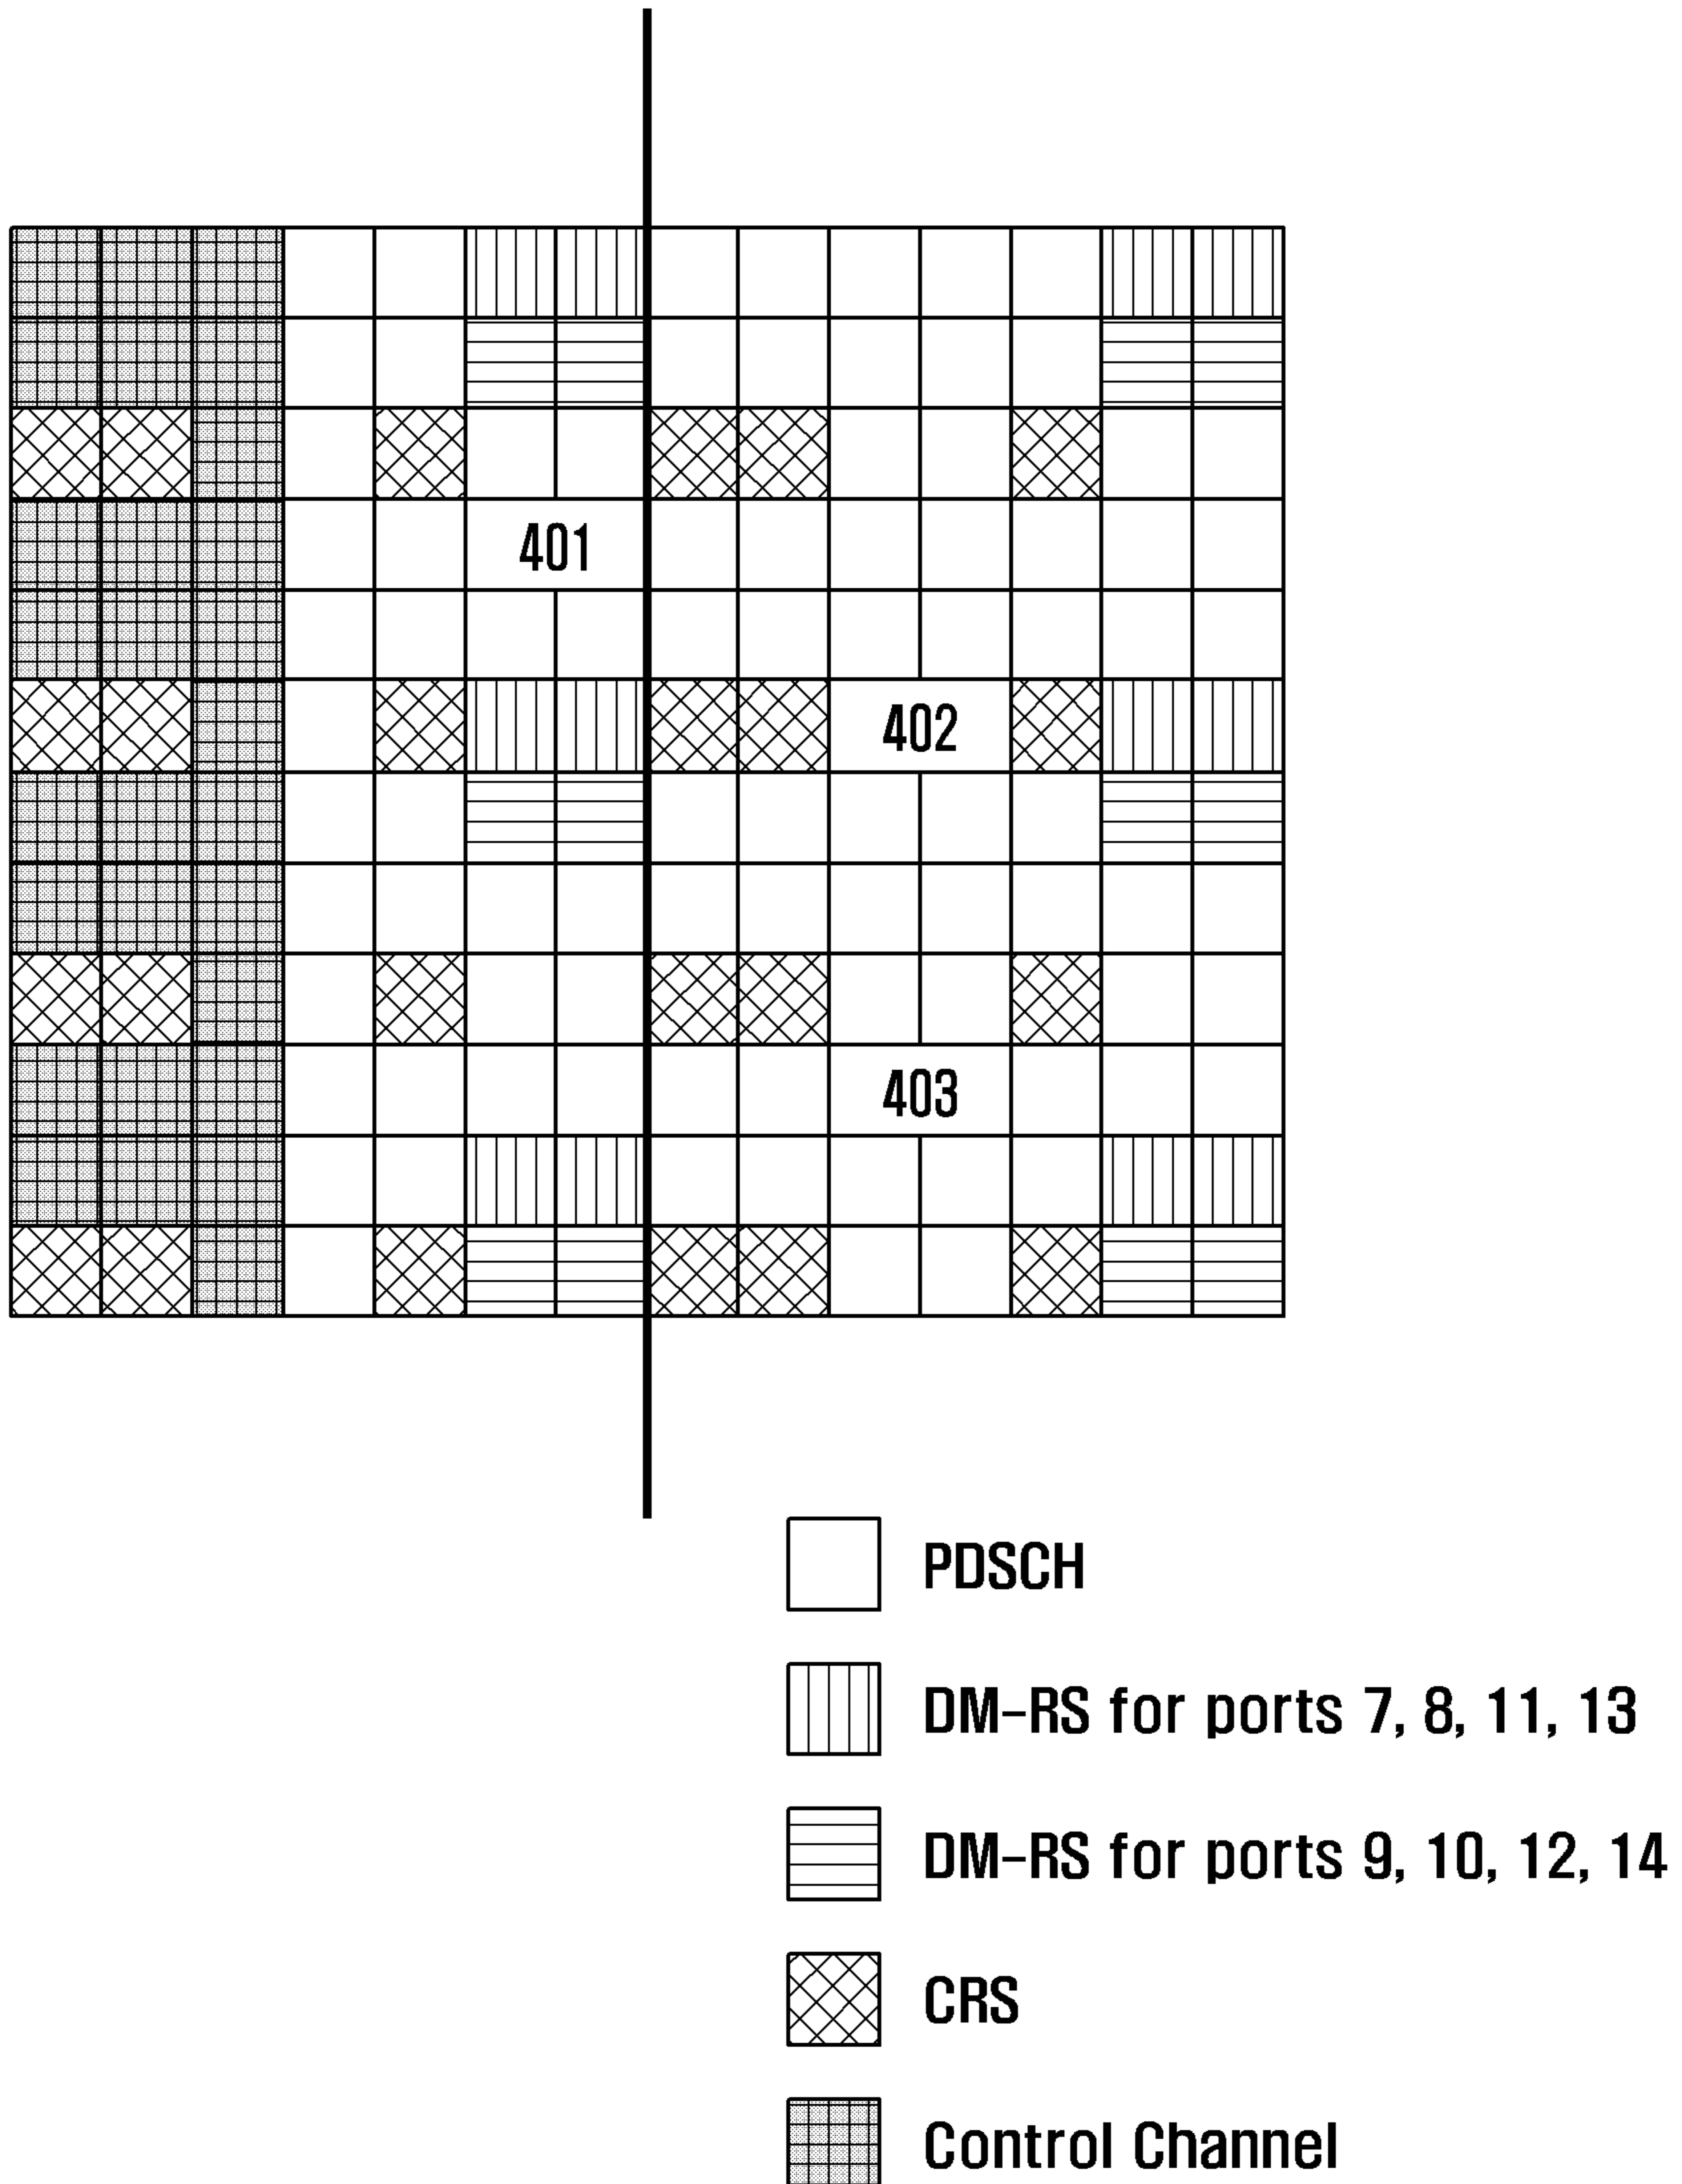 401
402
403
PDSCH
DM-RS for ports 7, 8, 11, 13
DM-RS for ports 9, 10, 12, 14
CRS
Control Channel